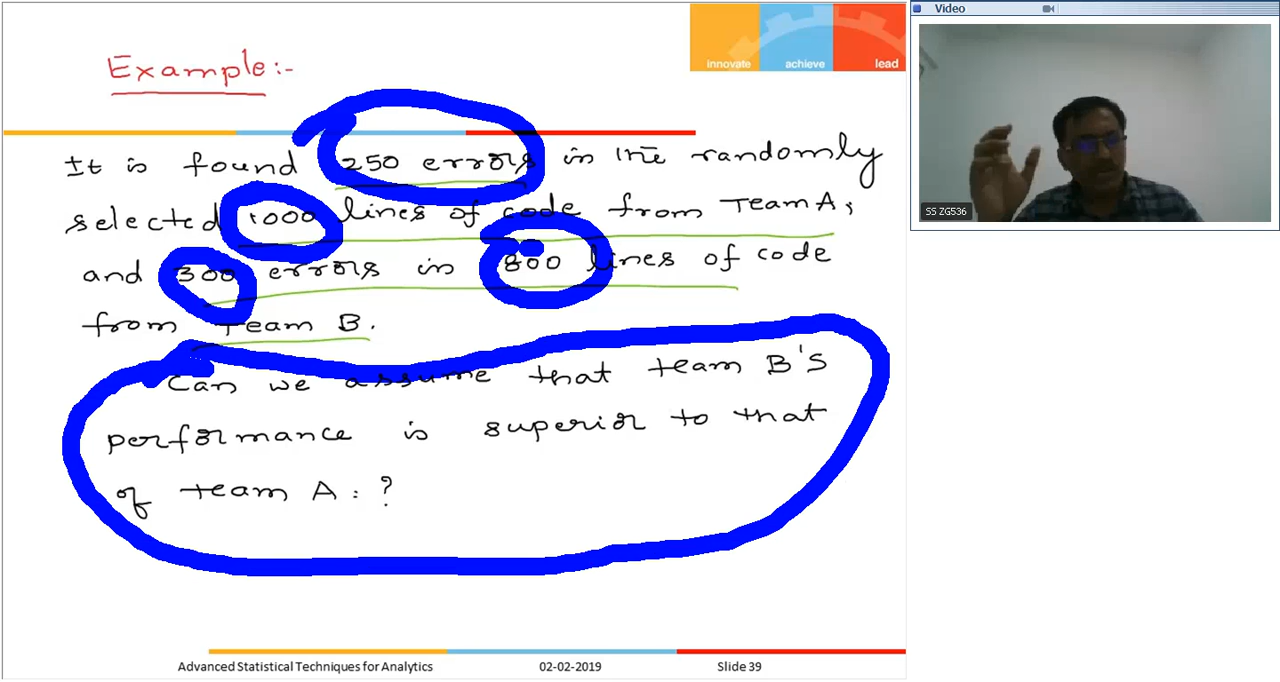 Video
innovate achieve lead
Example:-
It is found 250 errors in the randomly
selected 1000 lines of code from Team A,
and 300 errors in 800 lines of code
from Team B.
Can we assume that team B'S
performance is superior to that
of team A: ?
SS ZG536
Advanced Statistical Techniques for Analytics 02-02-2019 Slide 39